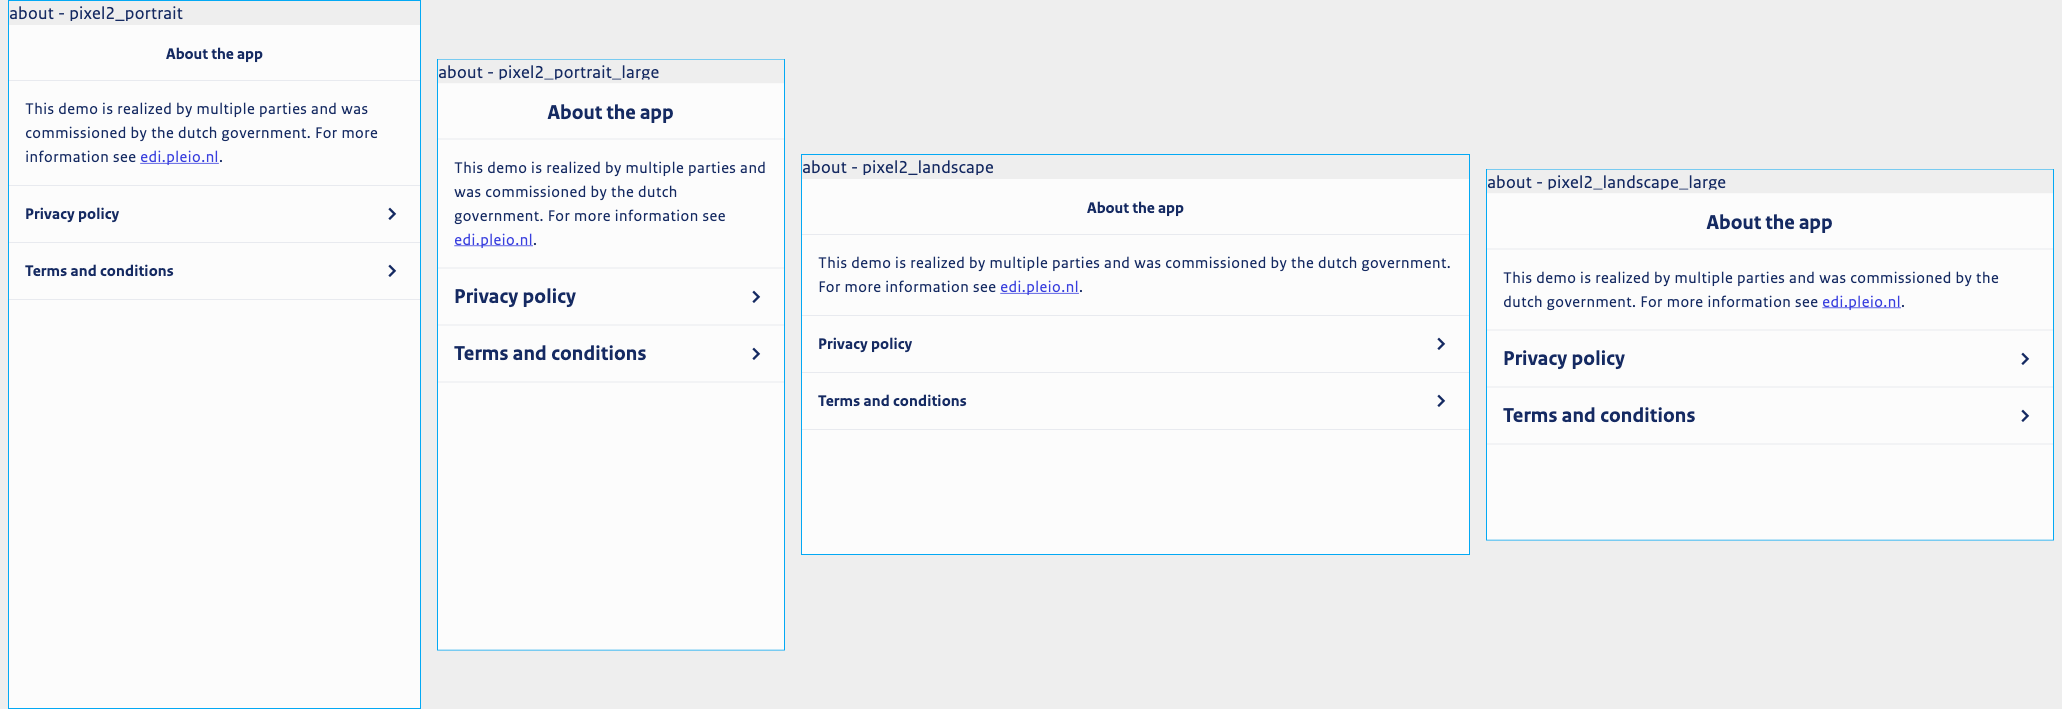 about - pixel2_portrait
About the app
This demo is realized by multiple parties and was
commissioned by the dutch government. For more
information see edi.pleio.nl.
Privacy policy
Terms and conditions
about - pixel2_portrait_large
About the app
This demo is realized by multiple parties and
was commissioned by the dutch
government. For more information see
edi.pleio.nl.
Privacy policy
Terms and conditions
about - pixel2_landscape
About the app
This demo is realized by multiple parties and was commissioned by the dutch government.
For more information see edi.pleio.nl.
Privacy policy
Terms and conditions
about - pixel2_landscape_large
About the app
This demo is realized by multiple parties and was commissioned by the
dutch government. For more information see edi.pleio.nl.
Privacy policy
Terms and conditions